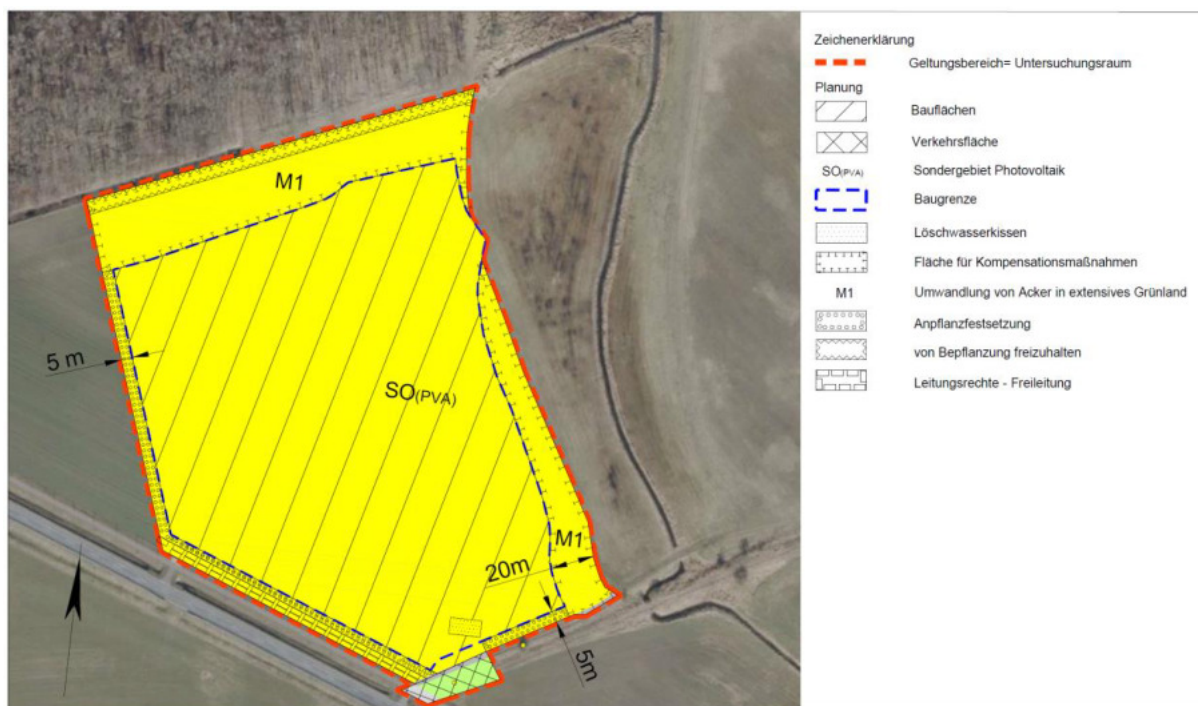 M1
5 m
SO(PVA)
M1
20m
5m
Zeichenerklärung
Geltungsbereich= Untersuchungsraum
Planung
Bauflächen
Verkehrsfläche
SO(PVA) Sondergebiet Photovoltaik
Baugrenze
Löschwasserkissen
Fläche für Kompensationsmaßnahmen
M1 Umwandlung von Acker in extensives Grünland
Anpflanzfestsetzung
von Bepflanzung freizuhalten
Leitungsrechte - Freileitung